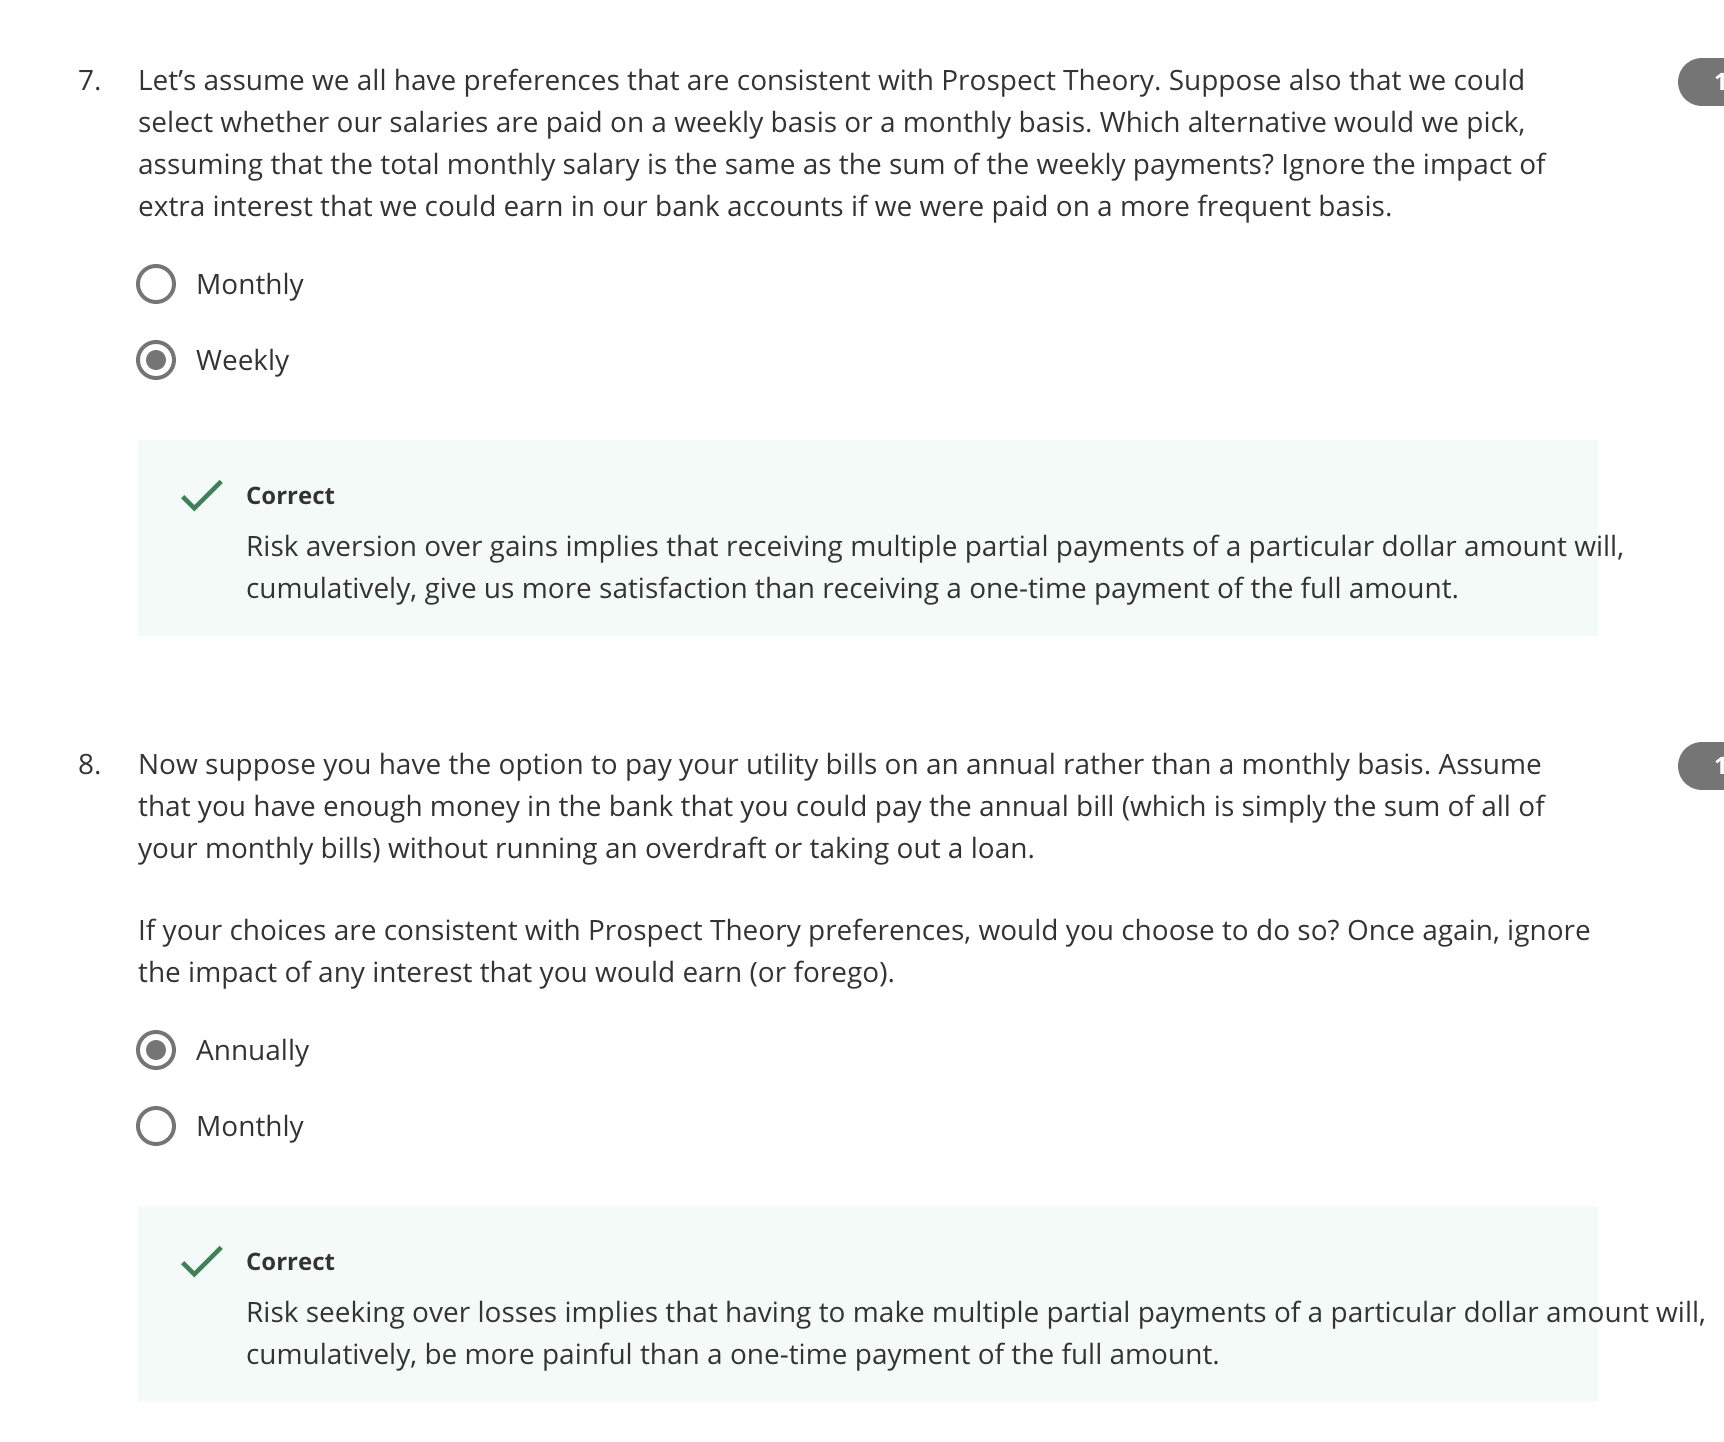 7. Let’s assume we all have preferences that are consistent with Prospect Theory. Suppose also that we could
select whether our salaries are paid on a weekly basis or a monthly basis. Which alternative would we pick,
assuming that the total monthly salary is the same as the sum of the weekly payments? Ignore the impact of
extra interest that we could earn in our bank accounts if we were paid on a more frequent basis.
1
Monthly
Weekly
Correct
Risk aversion over gains implies that receiving multiple partial payments of a particular dollar amount will,
cumulatively, give us more satisfaction than receiving a one-time payment of the full amount.
8. Now suppose you have the option to pay your utility bills on an annual rather than a monthly basis. Assume
that you have enough money in the bank that you could pay the annual bill (which is simply the sum of all of
your monthly bills) without running an overdraft or taking out a loan.
1
If your choices are consistent with Prospect Theory preferences, would you choose to do so? Once again, ignore
the impact of any interest that you would earn (or forego).
Annually
Monthly
Correct
Risk seeking over losses implies that having to make multiple partial payments of a particular dollar amount will,
cumulatively, be more painful than a one-time payment of the full amount.